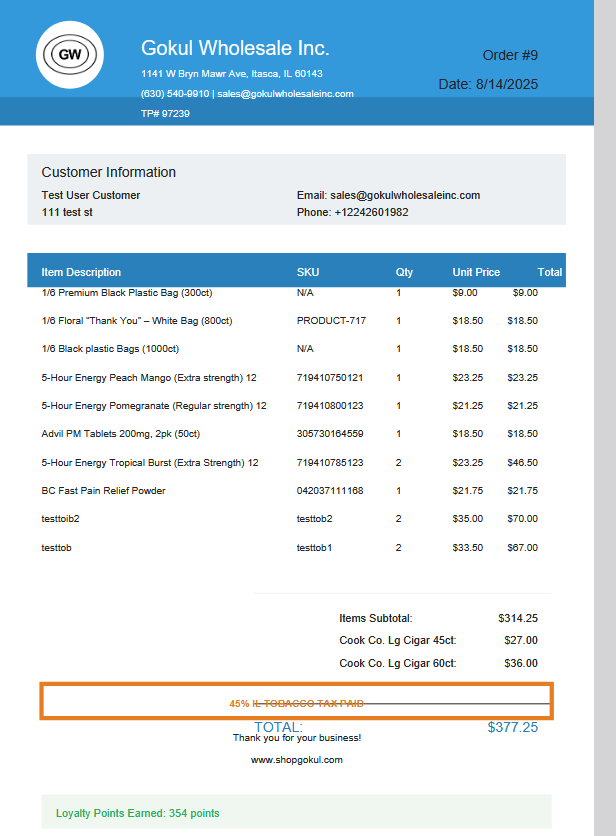 GW
Gokul Wholesale Inc.
1141 W Bryn Mawr Ave, Itasca, IL 60143
(630) 540-9910 | sales@gokulwholesaleinc.com
TP# 97239
Order #9
Date: 8/14/2025
Customer Information
Test User Customer
111 test st
Email: sales@gokulwholesaleinc.com
Phone: +12242601982
Item Description SKU Qty Unit Price Total
1/6 Premium Black Plastic Bag (300ct) N/A 1 $9.00 $9.00
1/6 Floral “Thank You” – White Bag (800ct) PRODUCT-717 1 $18.50 $18.50
1/6 Black plastic Bags (1000ct) N/A 1 $18.50 $18.50
5-Hour Energy Peach Mango (Extra strength) 12 719410750121 1 $23.25 $23.25
5-Hour Energy Pomegranate (Regular strength) 12 719410800123 1 $21.25 $21.25
Advil PM Tablets 200mg, 2pk (50ct) 305730164559 1 $18.50 $18.50
5-Hour Energy Tropical Burst (Extra Strength) 12 719410785123 2 $23.25 $46.50
BC Fast Pain Relief Powder 042037111168 1 $21.75 $21.75
testtoib2 testtob2 2 $35.00 $70.00
testtob testtob1 2 $33.50 $67.00
Items Subtotal: $314.25
Cook Co. Lg Cigar 45ct: $27.00
Cook Co. Lg Cigar 60ct: $36.00
45% IL TOBACCO TAX PAID
TOTAL: $377.25
Thank you for your business!
www.shopgokul.com
Loyalty Points Earned: 354 points